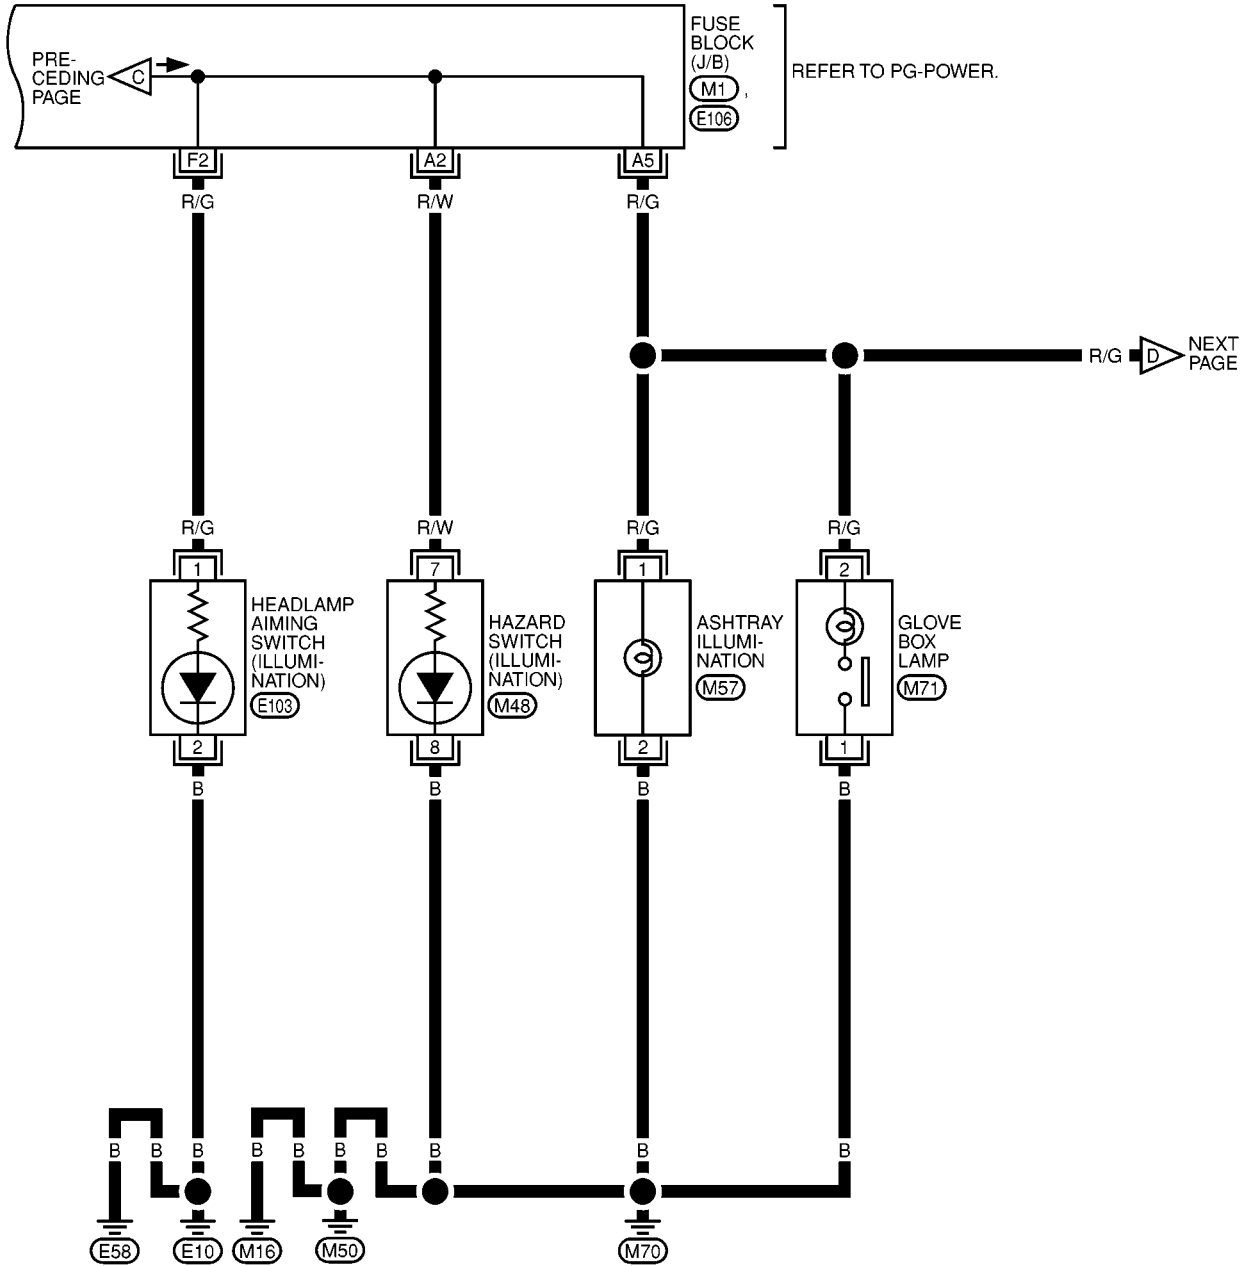 PRE-
CEDING
PAGE
C
FUSE
BLOCK
(J/B)
M1 ,
E106
REFER TO PG-POWER.
F2 A2 A5
R/G R/W R/G
R/G D NEXT
PAGE
R/G R/W R/G R/G
1 7 1 2
HEADLAMP
AIMING
SWITCH
(ILLUMI-
NATION)
E103
HAZARD
SWITCH
(ILLUMI-
NATION)
M48
ASHTRAY
ILLUMI-
NATION
M57
GLOVE
BOX
LAMP
M71
2 8 2 1
B B B B
B B B B B B B B B B
E58 E10 M16 M50 M70